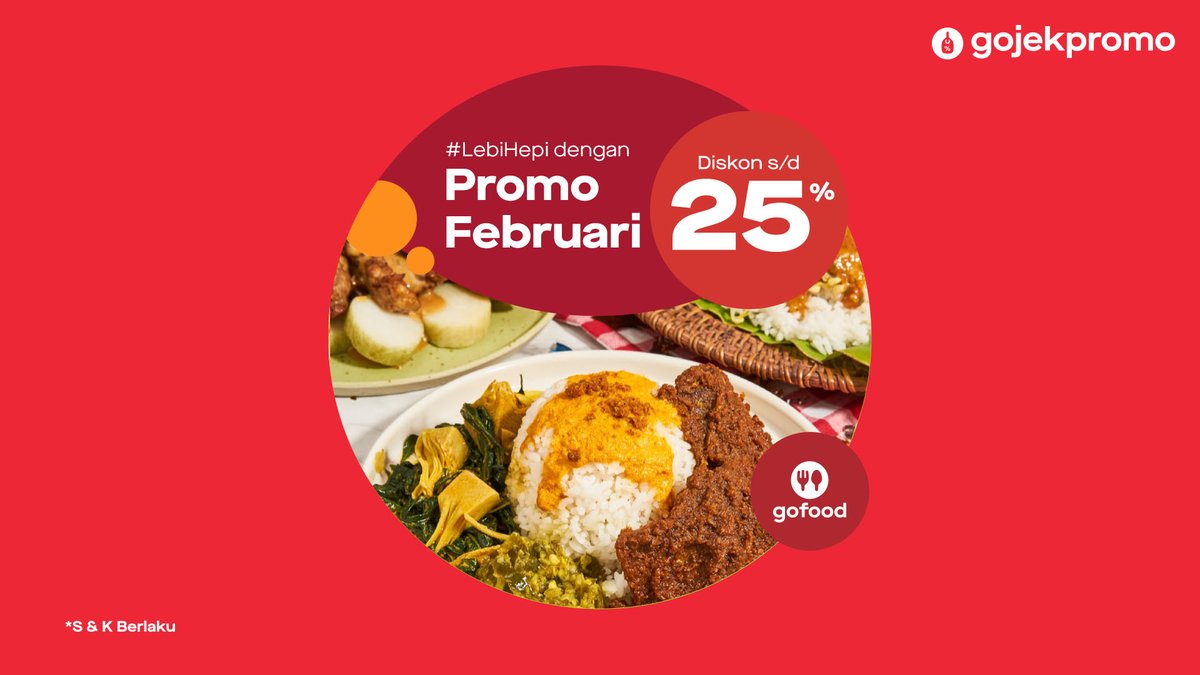 gojekpromo
#LebiHepi dengan
Promo
Februari
Diskon s/d
25%
gofood
*S & K Berlaku